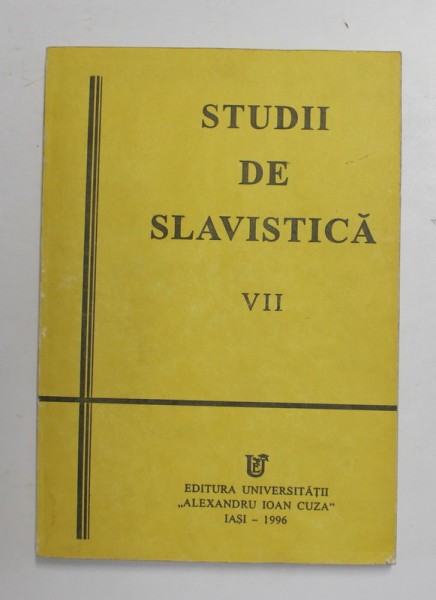 STUDII
DE
SLAVISTICĂ
VII
EDITURA UNIVERSITĂȚII
„ALEXANDRU IOAN CUZA"
IAȘI – 1996